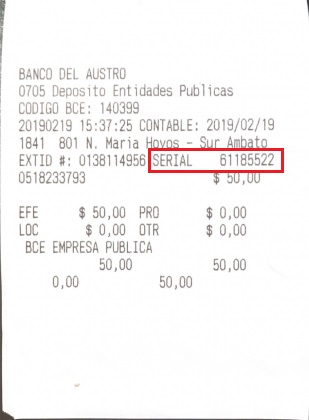 BANCO DEL AUSTRO
0705 Deposito Entidades Publicas
CODIGO BCE: 140399
20190219 15:37:25 CONTABLE: 2019/02/19
1841 801 N. Maria Hoyos - Sur Ambato
EXTID #: 0138114956 SERIAL 61185522
0518233793 $ 50,00
EFE $ 50,00 PRO $ 0,00
LOC $ 0,00 OTR $ 0,00
BCE EMPRESA PUBLICA
50,00 50,00
0,00 50,00